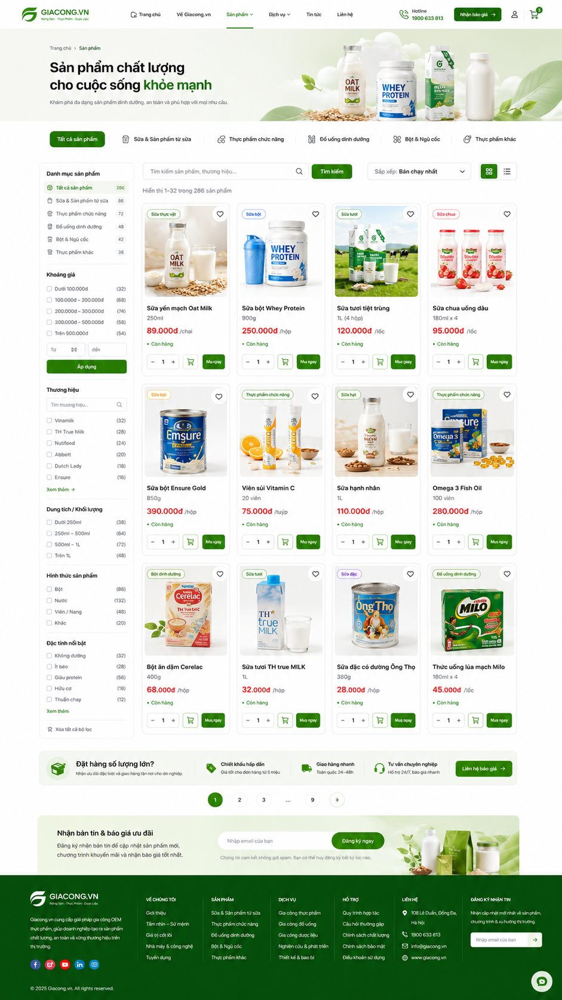 GIACONG.VN
Nông Sản - Thực Phẩm - Dược Liệu
Trang chủ
Về Giacong.vn
Sản phẩm
Dịch vụ
Tin tức
Liên hệ
Hotline
1900 633 813
Nhận báo giá →
3
Trang chủ > Sản phẩm
Sản phẩm chất lượng
cho cuộc sống khỏe mạnh
Khám phá đa dạng sản phẩm dinh dưỡng, an toàn và phù hợp với mọi nhu cầu.
OAT
MILK
WHEY
PROTEIN
Tất cả sản phẩm
Sữa & Sản phẩm từ sữa
Thực phẩm chức năng
Đồ uống dinh dưỡng
Bột & Ngũ cốc
Thực phẩm khác
Danh mục sản phẩm
Tất cả sản phẩm 286
Sữa & Sản phẩm từ sữa 86
Thực phẩm chức năng 72
Đồ uống dinh dưỡng 48
Bột & Ngũ cốc 42
Thực phẩm khác 38
Khoảng giá
Dưới 100.000đ (32)
100.000đ – 200.000đ (68)
200.000đ – 300.000đ (74)
300.000đ – 500.000đ (58)
Trên 500.000đ (54)
Từ
đến
Áp dụng
Thương hiệu
Tìm thương hiệu...
Vinamilk (32)
TH True Milk (28)
Nutifood (24)
Abbott (20)
Dutch Lady (18)
Ensure (16)
Xem thêm →
Dung tích / Khối lượng
Dưới 250ml (38)
250ml – 500ml (64)
500ml – 1L (72)
Trên 1L (48)
Hình thức sản phẩm
Bột (86)
Nước (132)
Viên / Nang (48)
Khác (20)
Đặc tính nổi bật
Không đường (32)
Ít béo (28)
Giàu protein (56)
Hữu cơ (18)
Thuần chay (12)
Xem thêm
Xóa tất cả bộ lọc
Tìm kiếm sản phẩm, thương hiệu...
Tìm kiếm
Sắp xếp: Bán chạy nhất
Hiển thị 1–32 trong 286 sản phẩm
Sữa thực vật
OAT
MILK
Sữa yến mạch Oat Milk
250ml
89.000đ /chai
• Còn hàng
− 1 +
Mua ngay
Sữa bột
WHEY
PROTEIN
Sữa bột Whey Protein
900g
250.000đ /hộp
• Còn hàng
− 1 +
Mua ngay
Sữa tươi
Sữa tươi tiệt trùng
1L (4 hộp)
120.000đ /lốc
• Còn hàng
− 1 +
Mua ngay
Sữa chua
Sữa chua uống dâu
180ml x 4
95.000đ /lốc
• Còn hàng
− 1 +
Mua ngay
Sữa bột
Emsure
Sữa bột Ensure Gold
850g
390.000đ /hộp
• Còn hàng
− 1 +
Mua ngay
Thực phẩm chức năng
Viên sủi Vitamin C
20 viên
75.000đ /tuýp
• Còn hàng
− 1 +
Mua ngay
Sữa hạt
Sữa hạnh nhân
1L
110.000đ /hộp
• Còn hàng
− 1 +
Thực phẩm chức năng
Omega 3 Fish Oil
100 viên
280.000đ /hộp
• Còn hàng
− 1 +
Mua ngay
Bột dinh dưỡng
Cerelac
Bột ăn dặm Cerelac
400g
68.000đ /hộp
• Còn hàng
− 1 +
Mua ngay
Sữa tươi
TH
true
MILK
Sữa tươi TH true MILK
1L
32.000đ /hộp
• Còn hàng
− 1 +
Mua ngay
Sữa đặc
Ông Thọ
Sữa đặc có đường Ông Thọ
380g
28.000đ /hộp
• Còn hàng
− 1 +
Mua ngay
Đồ uống dinh dưỡng
MILO
Thức uống lúa mạch Milo
180ml x 4
45.000đ /lốc
• Còn hàng
− 1 +
Mua ngay
Đặt hàng số lượng lớn?
Nhận ưu đãi đặc biệt và giao hàng tận nơi cho doanh nghiệp.
Chiết khấu hấp dẫn
Giá tốt cho đơn hàng từ 5 triệu
Giao hàng nhanh
Toàn quốc 24–48h
Tư vấn chuyên nghiệp
Hỗ trợ 24/7, báo giá nhanh
Liên hệ báo giá →
1 2 3 ... 9 →
Nhận bản tin & báo giá ưu đãi
Đăng ký nhận bản tin để cập nhật sản phẩm mới,
chương trình khuyến mãi và nhận báo giá tốt nhất.
Nhập email của bạn
Đăng ký ngay
Chúng tôi cam kết không gửi spam. Bạn có thể hủy đăng ký bất kỳ lúc nào.
GIACONG.VN
Nông Sản - Thực Phẩm - Dược Liệu
Giacong.vn cung cấp giải pháp gia công OEM
thực phẩm, giúp doanh nghiệp tạo ra sản phẩm
chất lượng, an toàn và vững thương hiệu trên
thị trường.
© 2025 Giacong.vn. All rights reserved.
VỀ CHÚNG TÔI
Giới thiệu
Tầm nhìn – Sứ mệnh
Giá trị cốt lõi
Nhà máy & công nghệ
Tuyển dụng
SẢN PHẨM
Sữa & Sản phẩm từ sữa
Thực phẩm chức năng
Đồ uống dinh dưỡng
Bột & Ngũ cốc
Thực phẩm khác
DỊCH VỤ
Gia công thực phẩm
Gia công đồ uống
Gia công dược liệu
Nghiên cứu & phát triển
Thiết kế & bao bì
HỖ TRỢ
Quy trình hợp tác
Câu hỏi thường gặp
Chính sách chất lượng
Chính sách bảo mật
Điều khoản sử dụng
LIÊN HỆ
108 Lê Duẩn, Đống Đa,
Hà Nội
1900 633 813
info@giacong.vn
www.giacong.vn
ĐĂNG KÝ NHẬN TIN
Nhận cập nhật mới nhất về sản phẩm,
chương trình & xu hướng thị trường.
Nhập email của bạn